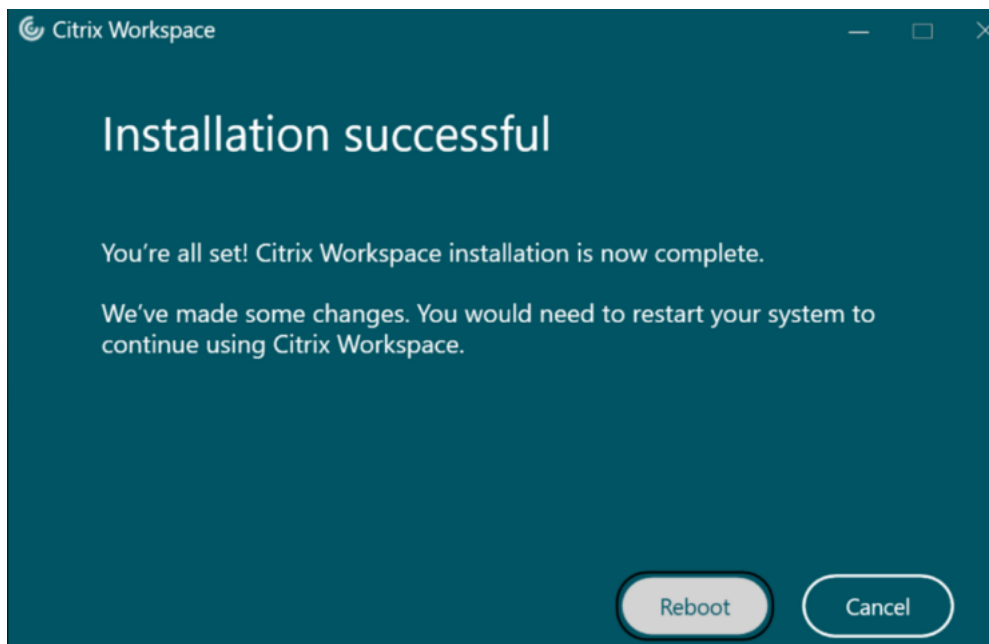 Citrix Workspace
Installation successful
You're all set! Citrix Workspace installation is now complete.
We've made some changes. You would need to restart your system to
continue using Citrix Workspace.
Reboot
Cancel